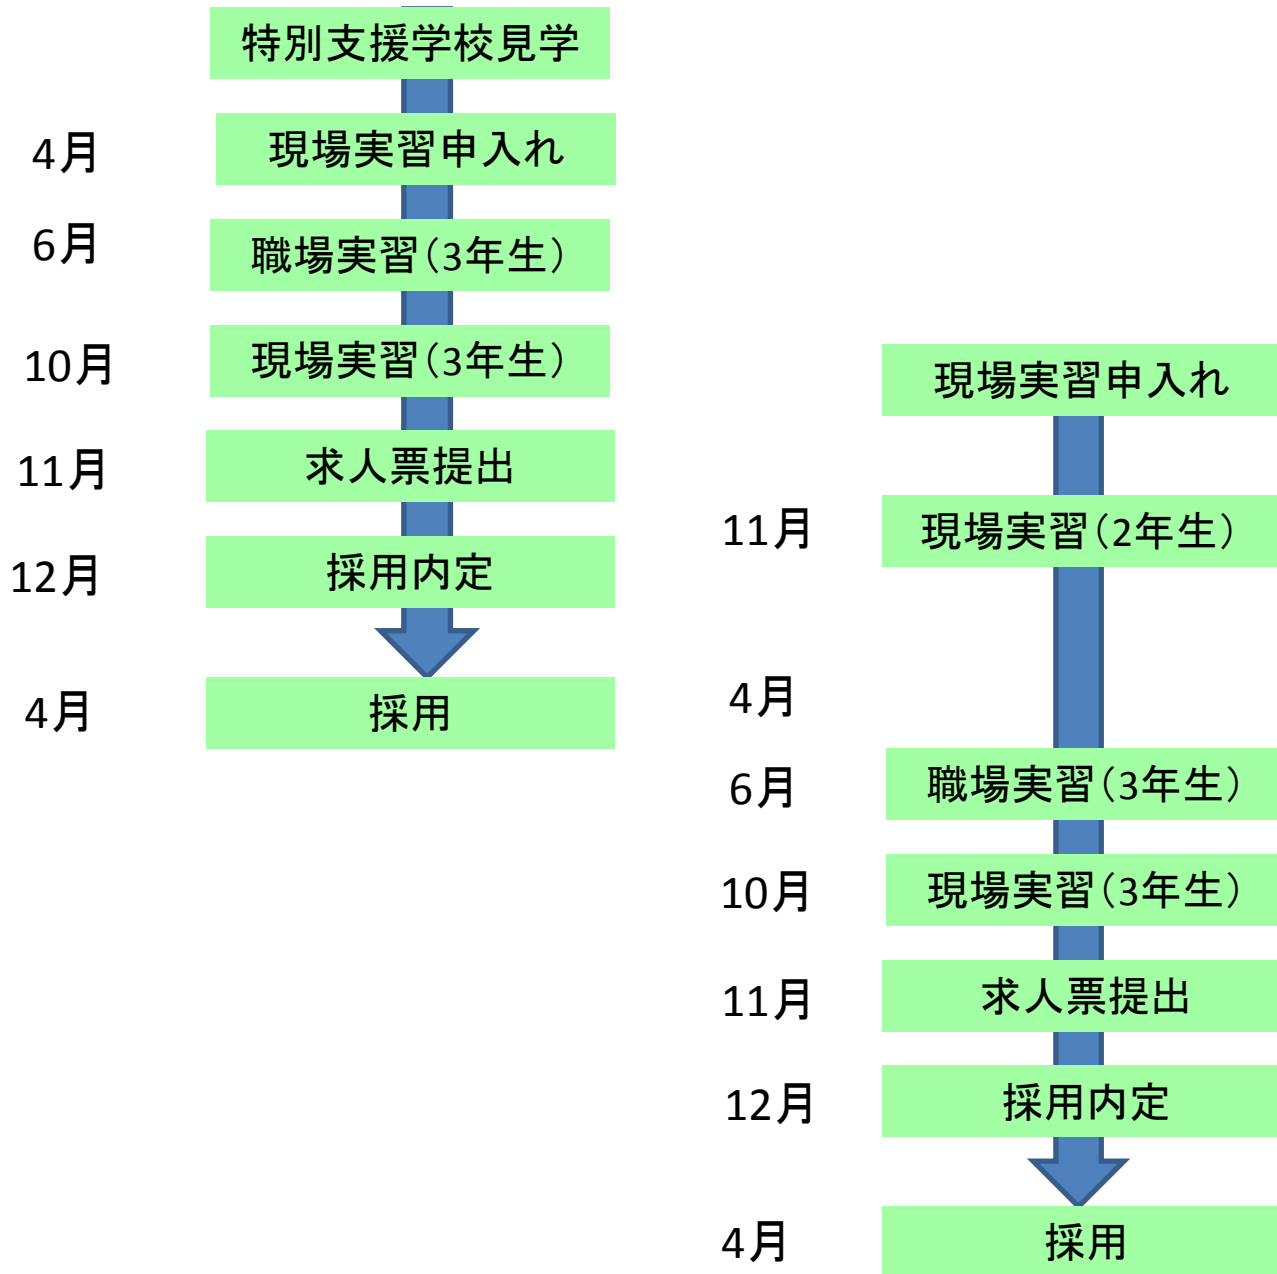 特別支援学校見学
4月
現場実習申入れ
6月
職場実習(3年生)
10月
現場実習(3年生)
11月
求人票提出
12月
採用内定
4月
採用
現場実習申入れ
11月
現場実習(2年生)
4月
6月
職場実習(3年生)
10月
現場実習(3年生)
11月
求人票提出
12月
採用内定
4月
採用